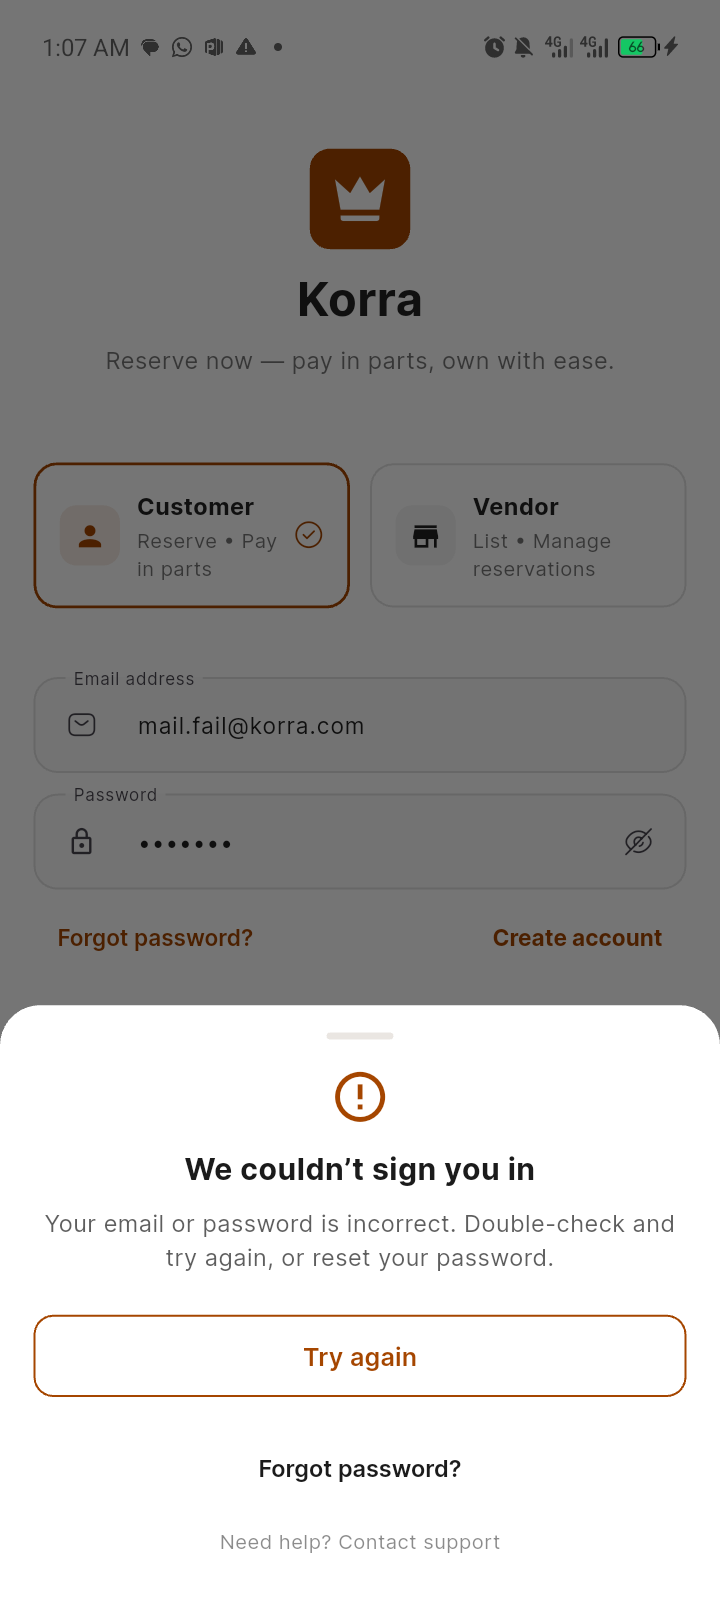 1:07 AM
4G 4G 66
Korra
Reserve now — pay in parts, own with ease.
Customer
Reserve • Pay
in parts
Vendor
List • Manage
reservations
Email address
mail.fail@korra.com
Password
•••••••
Forgot password?
Create account
We couldn’t sign you in
Your email or password is incorrect. Double-check and
try again, or reset your password.
Try again
Forgot password?
Need help? Contact support